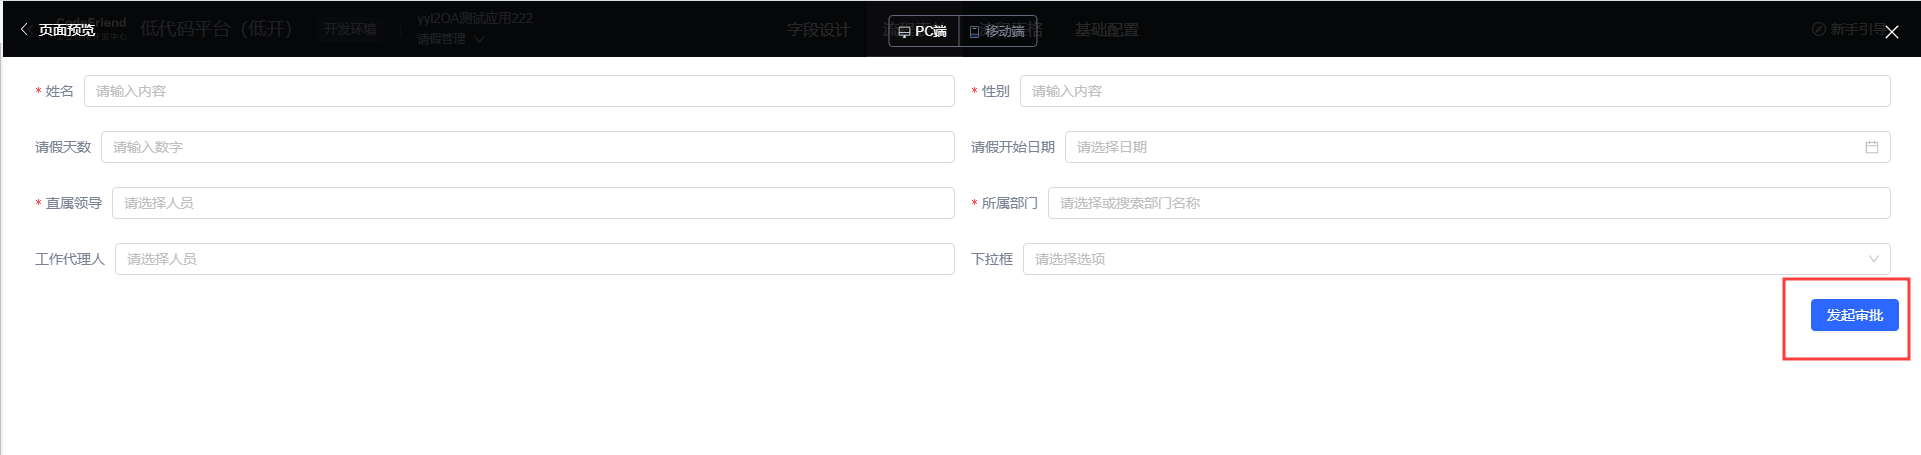 页面预览
CodeFriend
低代码平台（低开）
开发环境
yyl2OA测试应用222
请假管理
字段设计
PC端
移动端
基础配置
新手引导
* 姓名 请输入内容
* 性别 请输入内容
请假天数 请输入数字
请假开始日期 请选择日期
* 直属领导 请选择人员
* 所属部门 请选择或搜索部门名称
工作代理人 请选择人员
下拉框 请选择选项
发起审批